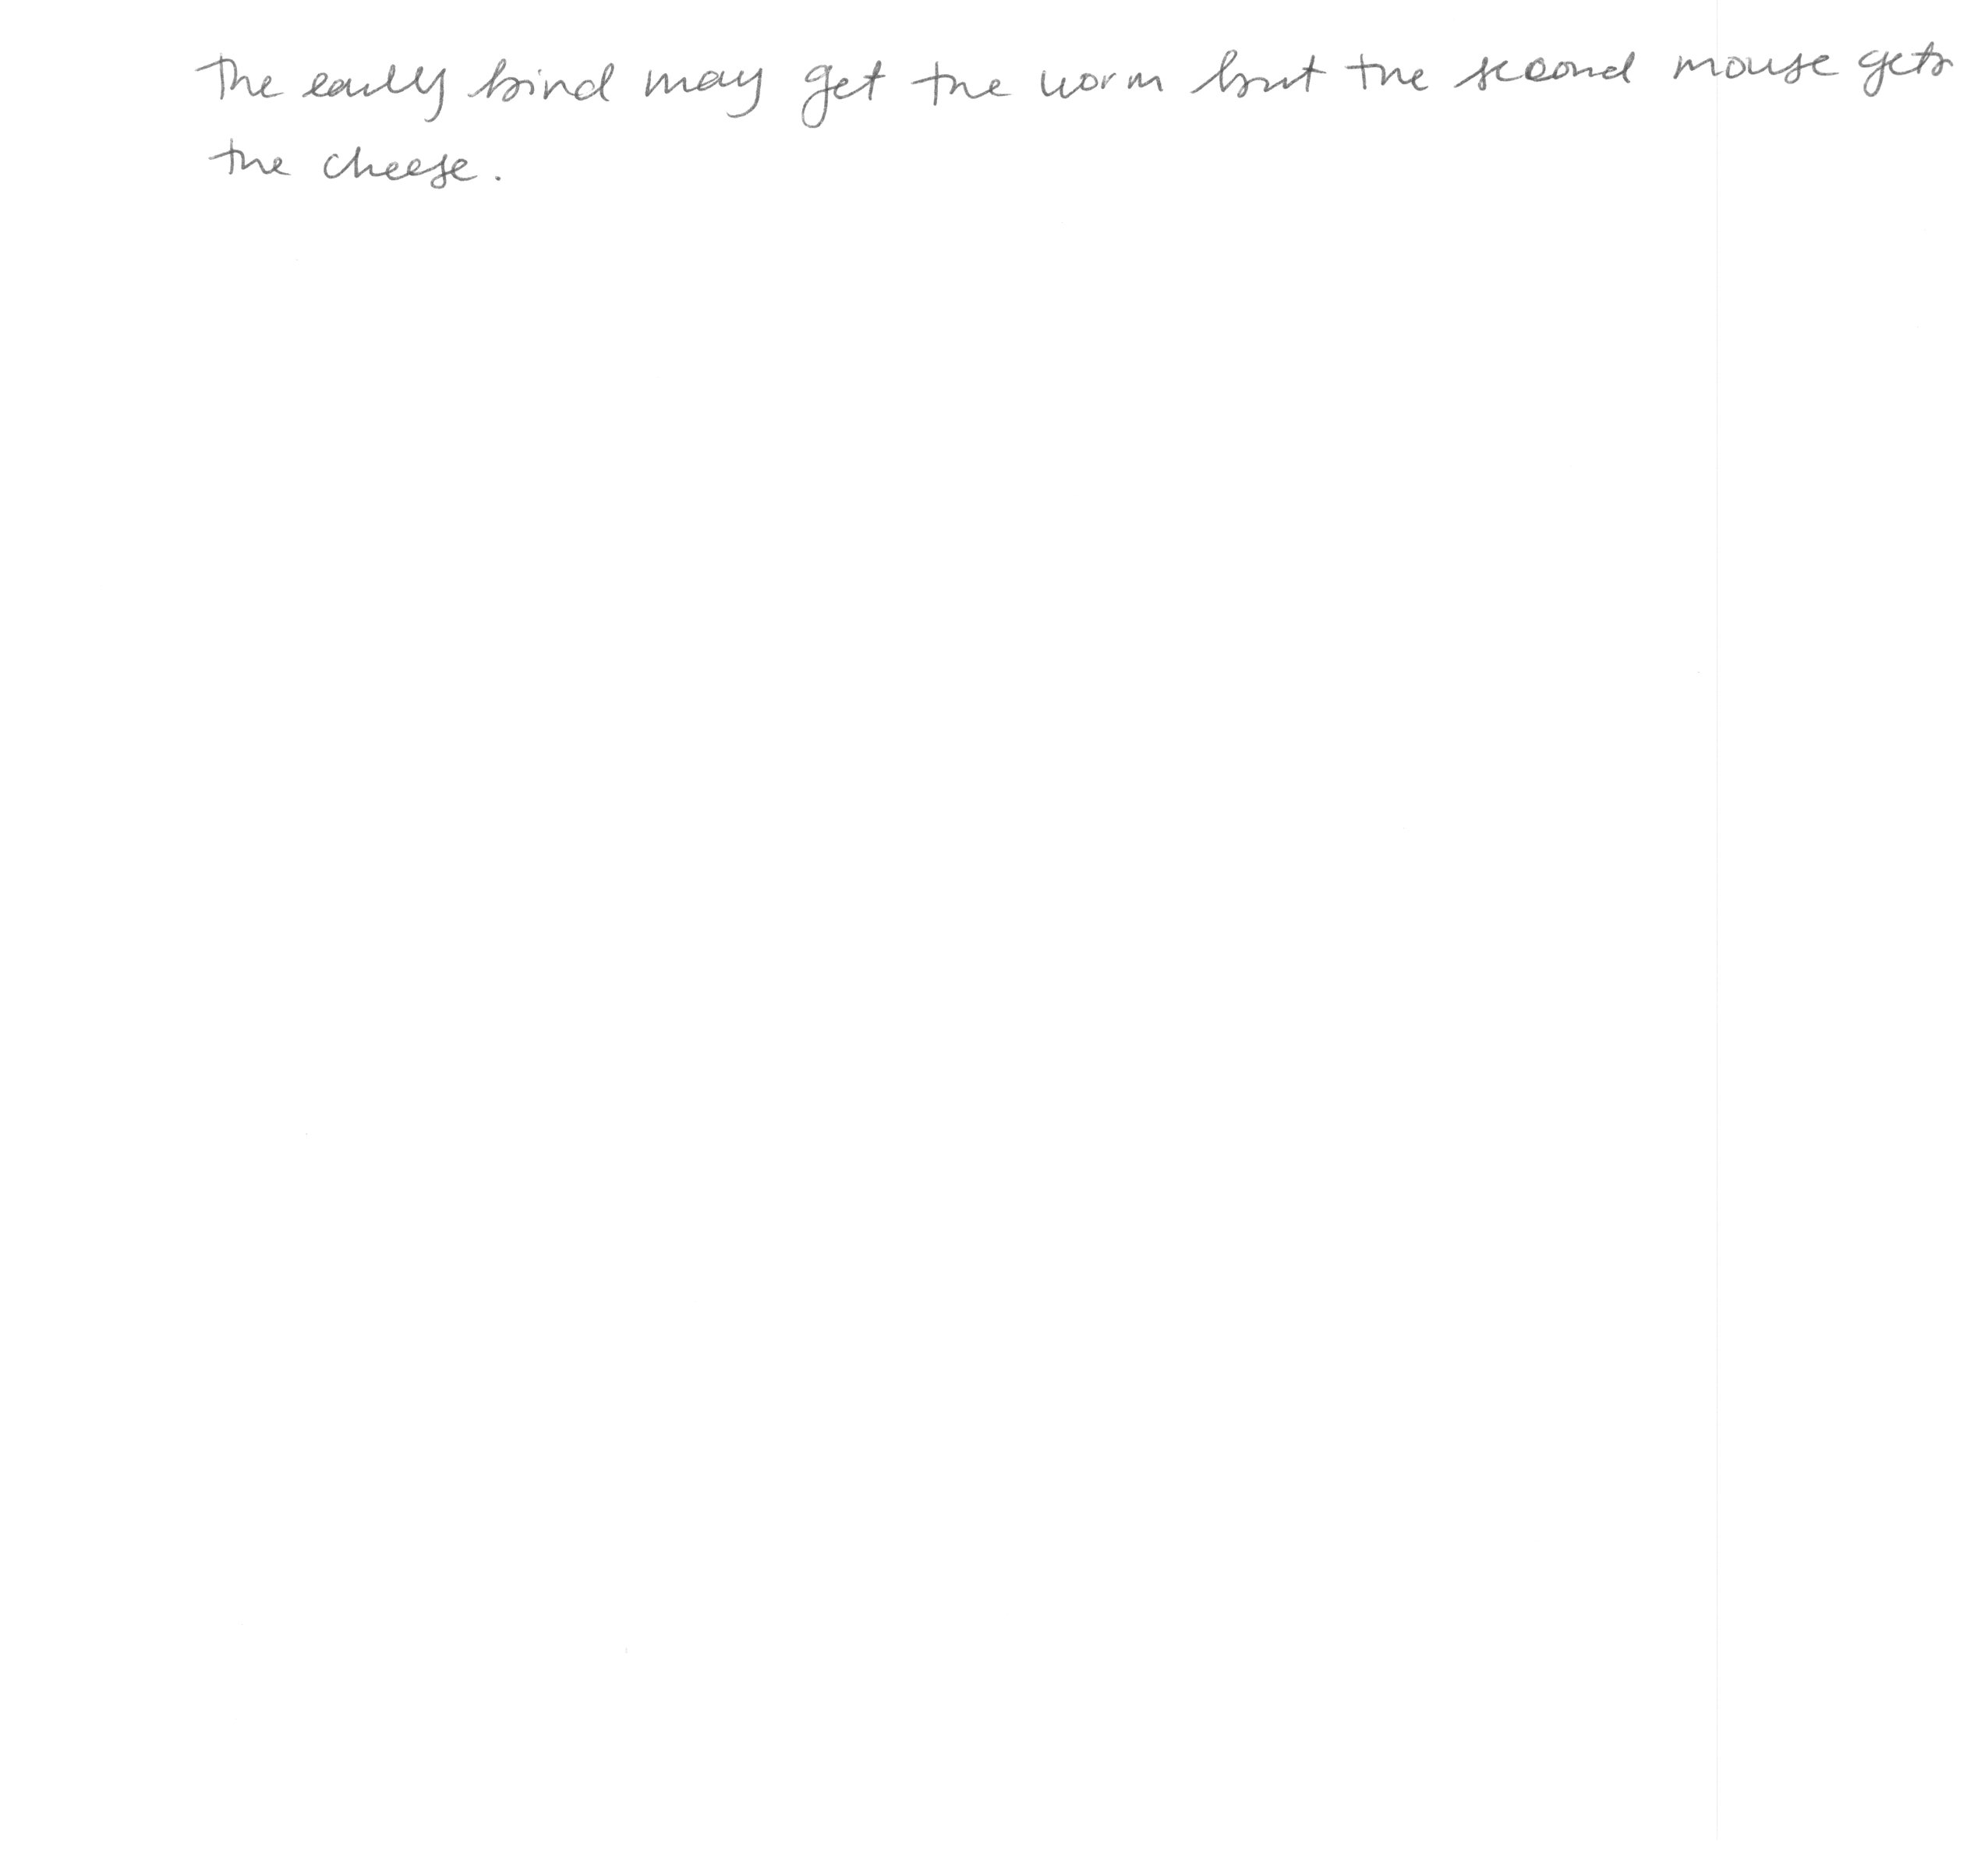 The early bird may get the worm but the second mouse gets
the cheese.